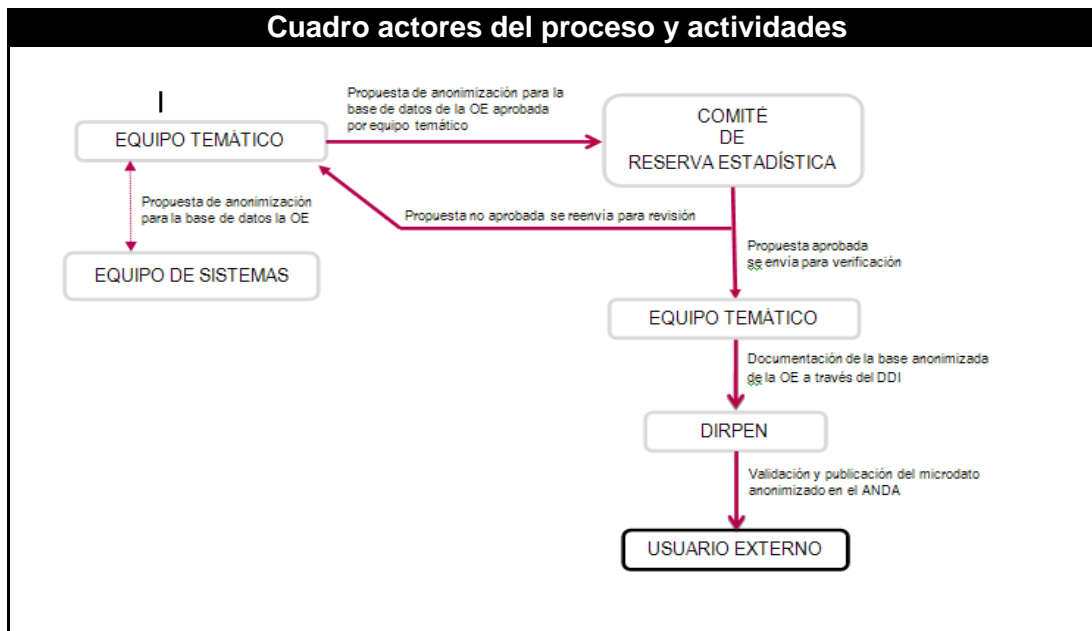 Cuadro actores del proceso y actividades
Propuesta de anonimización para la
base de datos de la OE aprobada
por equipo temático
EQUIPO TEMÁTICO
COMITÉ
DE
RESERVA ESTADÍSTICA
Propuesta de anonimización
para la base de datos la OE
Propuesta no aprobada se reenvía para revisión
EQUIPO DE SISTEMAS
Propuesta aprobada
se envía para verificación
EQUIPO TEMÁTICO
Documentación de la base anonimizada
de la OE a través del DDI
DIRPEN
Validación y publicación del microdato
anonimizado en el ANDA
USUARIO EXTERNO